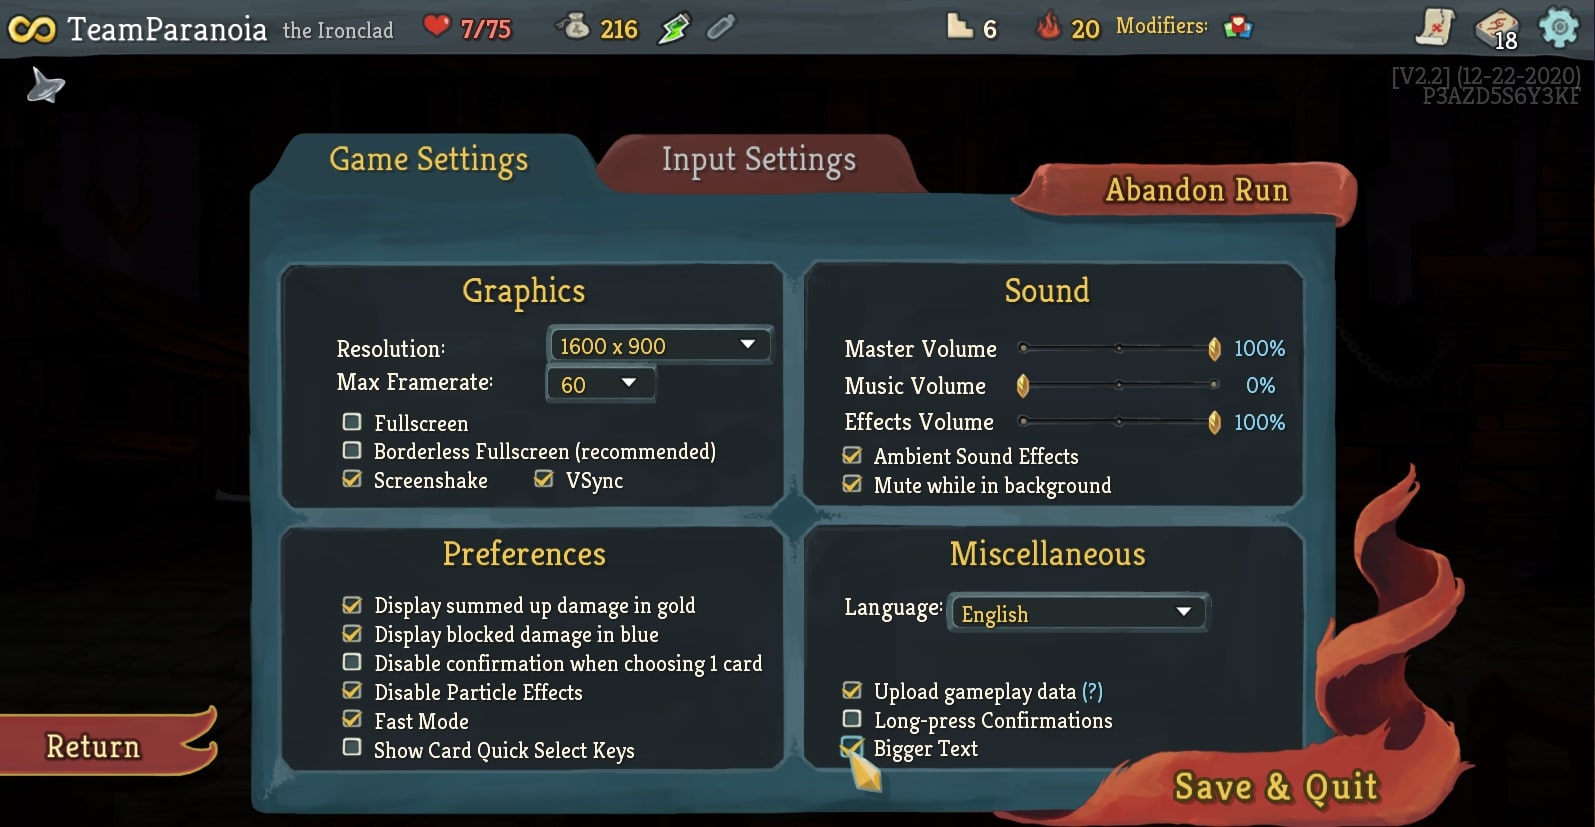 TeamParanoia the Ironclad 7/75 216 6 20 Modifiers: 18
[V2.2] (12-22-2020)
P3AZD5S6Y3KF
Game Settings
Input Settings
Abandon Run
Graphics
Resolution: 1600 x 900
Max Framerate: 60
Fullscreen
Borderless Fullscreen (recommended)
Screenshake VSync
Sound
Master Volume 100%
Music Volume 0%
Effects Volume 100%
Ambient Sound Effects
Mute while in background
Preferences
Display summed up damage in gold
Display blocked damage in blue
Disable confirmation when choosing 1 card
Disable Particle Effects
Fast Mode
Show Card Quick Select Keys
Miscellaneous
Language: English
Upload gameplay data (?)
Long-press Confirmations
Bigger Text
Return
Save & Quit